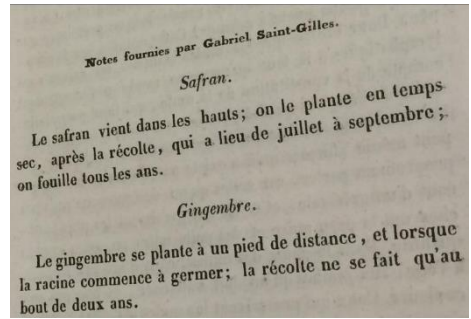 Notes fournies par Gabriel Saint-Gilles.
Safran.
Le safran vient dans les hauts; on le plante en temps
sec, après la récolte, qui a lieu de juillet à septembre;
on fouille tous les ans.
Gingembre.
Le gingembre se plante à un pied de distance, et lorsque
la racine commence à germer; la récolte ne se fait qu'au
bout de deux ans.